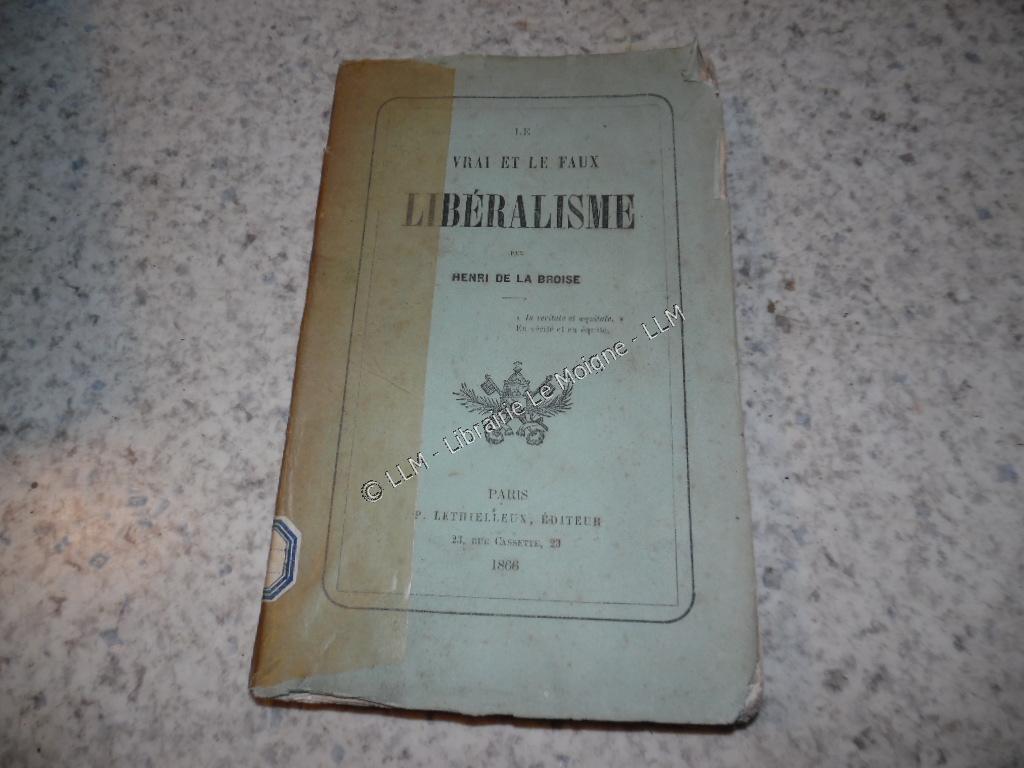 LE
VRAI ET LE FAUX
LIBÉRALISME
PAR
HENRI DE LA BROISE
« In veritate et æquitate. »
En vérité et en équité.
© LLM - Librairie Le Moigne - LLM
PARIS
P. LETHIELLEUX, ÉDITEUR
23, RUE CASSETTE, 23
1866